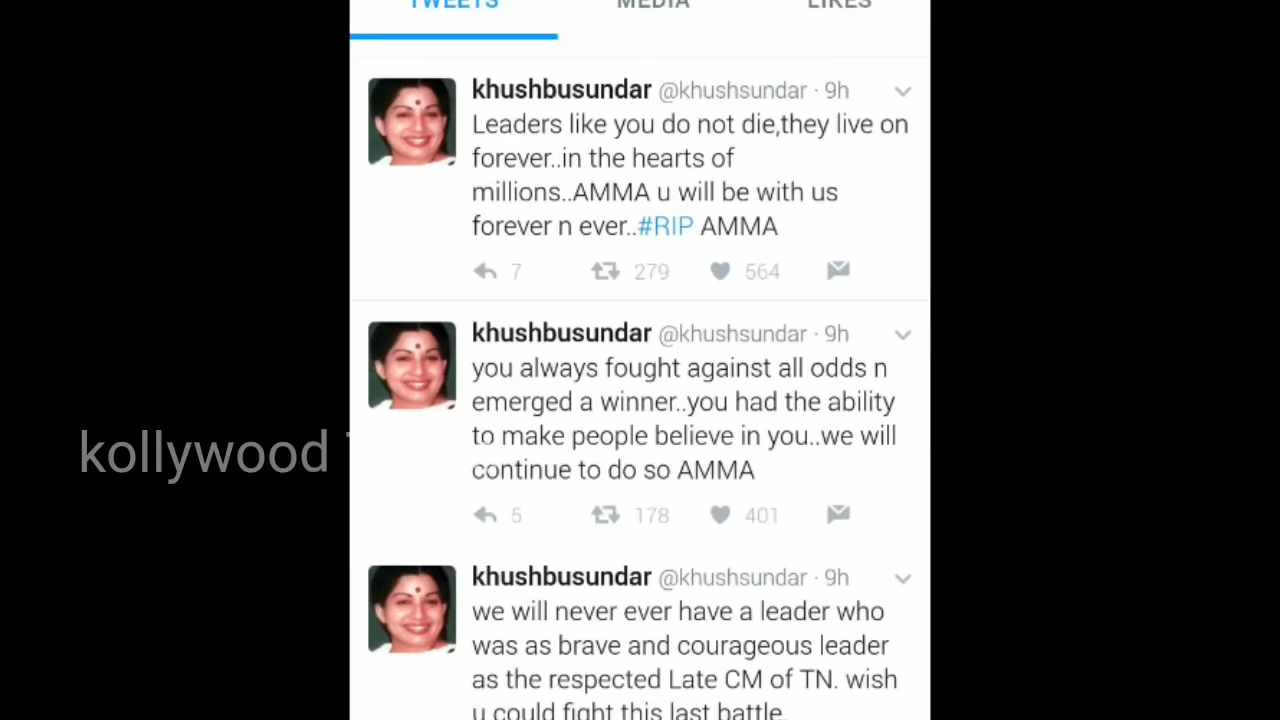 TWEETS MEDIA LIKES
khushbusundar @khushsundar · 9h
Leaders like you do not die,they live on
forever..in the hearts of
millions..AMMA u will be with us
forever n ever..#RIP AMMA
7 279 564
khushbusundar @khushsundar · 9h
you always fought against all odds n
emerged a winner..you had the ability
to make people believe in you..we will
continue to do so AMMA
5 178 401
kollywood
khushbusundar @khushsundar · 9h
we will never ever have a leader who
was as brave and courageous leader
as the respected Late CM of TN. wish
u could fight this last battle.